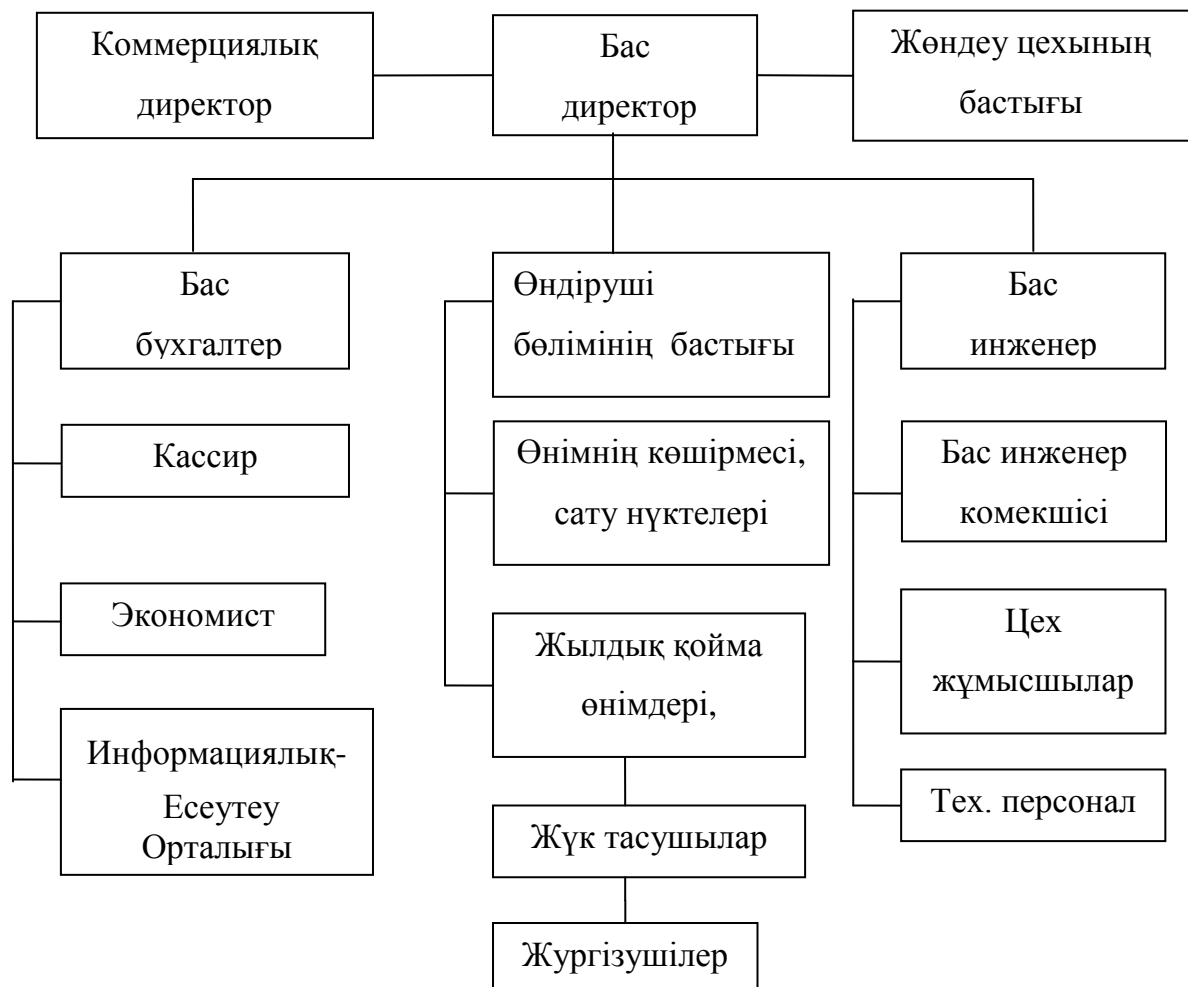 Коммерциялық
директор
Бас
директор
Жөндеу цехының
бастығы
Бас
бухгалтер
Өндіруші
бөлімінің бастығы
Бас
инженер
Кассир
Өнімнің көшірмесі,
сату нүктелері
Бас инженер
комекшісі
Экономист
Жылдық қойма
өнімдері,
Цех
жұмысшылар
Информациялық-
Есеутеу
Орталығы
Жүк тасушылар
Тех. персонал
Жургізушілер